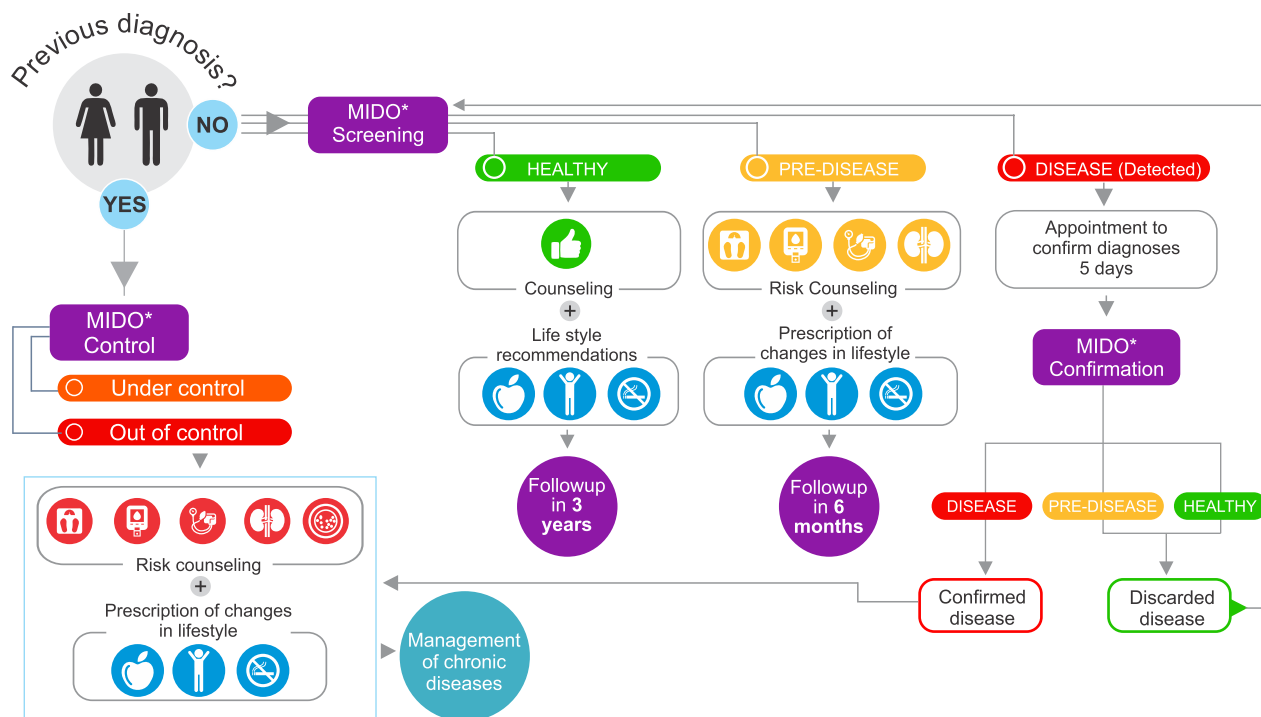 Previous diagnosis?
NO
YES
MIDO*
Screening
HEALTHY
PRE-DISEASE
DISEASE (Detected)
Counseling
+
Life style
recommendations
Followup
in 3
years
Risk Counseling
+
Prescription of
changes in lifestyle
Followup
in 6
months
Appointment to
confirm diagnoses
5 days
MIDO*
Confirmation
DISEASE
PRE-DISEASE
HEALTHY
Confirmed
disease
Discarded
disease
MIDO*
Control
Under control
Out of control
Risk counseling
+
Prescription of changes
in lifestyle
Management
of chronic
diseases